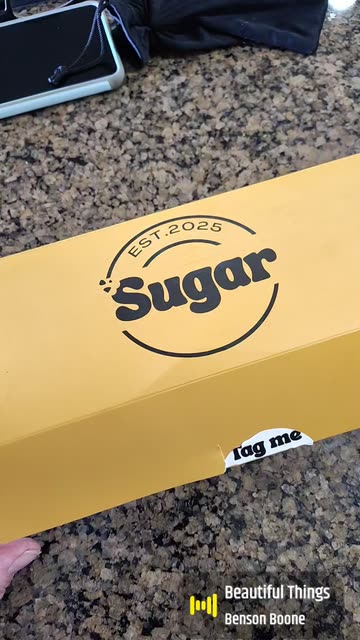 EST.2025
Sugar
Tag me
Beautiful Things
Benson Boone